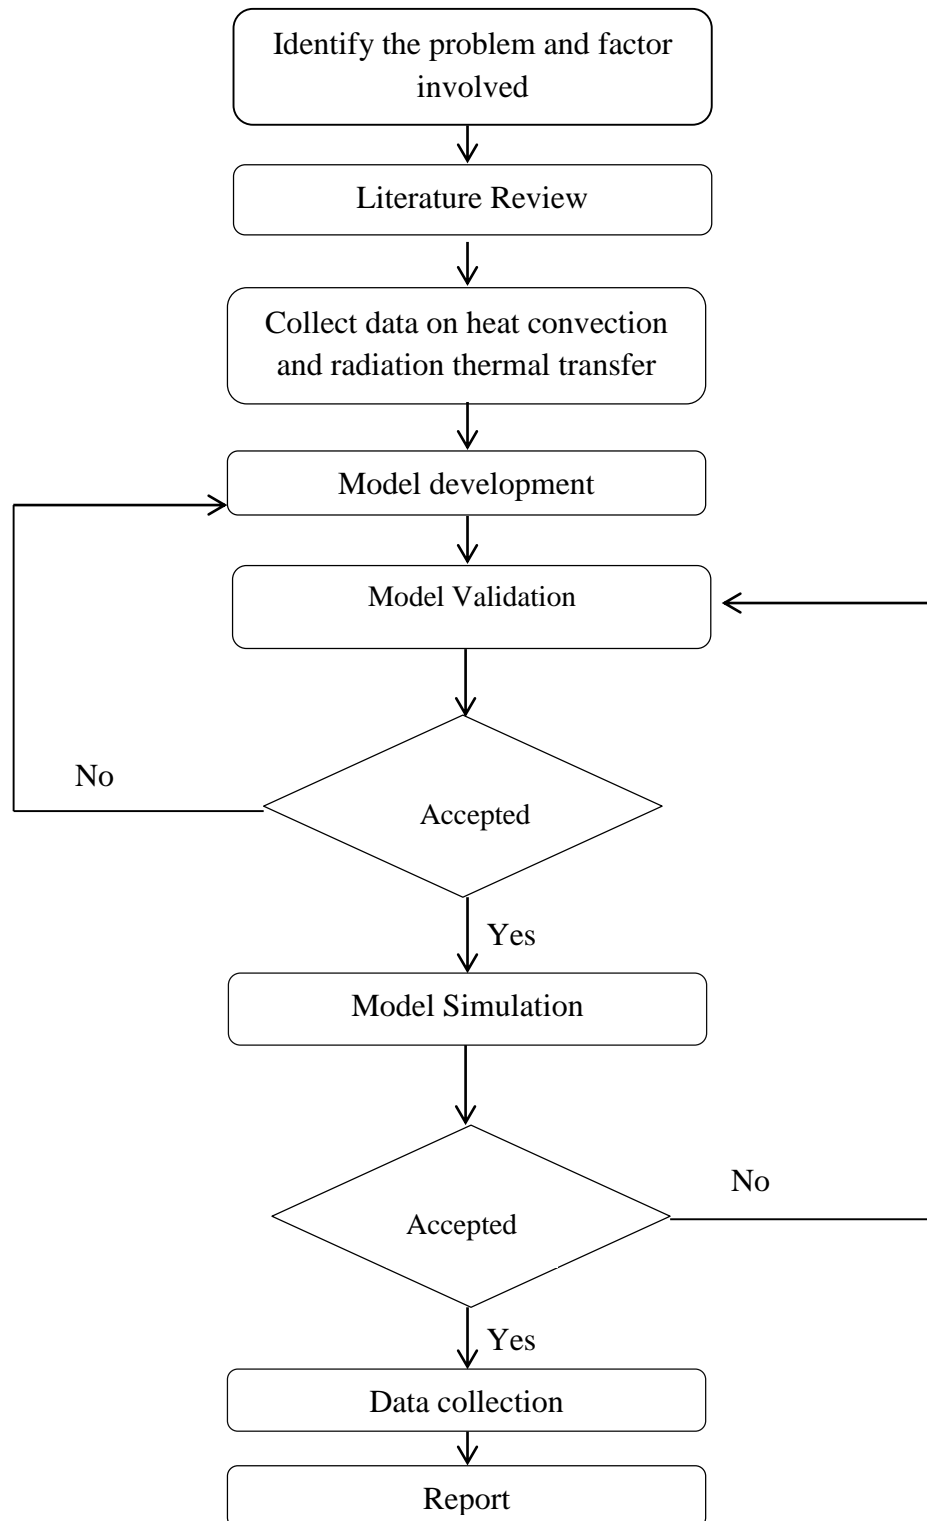 Identify the problem and factor
involved
Literature Review
Collect data on heat convection
and radiation thermal transfer
Model development
Model Validation
No
Accepted
Yes
Model Simulation
No
Accepted
Yes
Data collection
Report